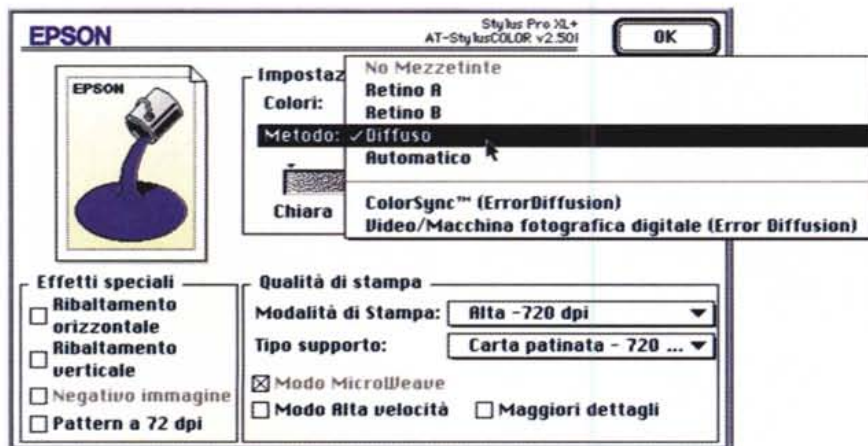 EPSON
Stylus Pro XL+
AT-StylusCOLOR v2.50I
OK
EPSON
Impostaz
Colori:
Metodo:
No Mezzetinte
Retino A
Retino B
✓Diffuso
Automatico
ColorSync™ (ErrorDiffusion)
Video/Macchina fotografica digitale (Error Diffusion)
Chiara
Effetti speciali
Ribaltamento
orizzontale
Ribaltamento
verticale
Negativo immagine
Pattern a 72 dpi
Qualità di stampa
Modalità di Stampa: Alta -720 dpi
Tipo supporto: Carta patinata - 720 ...
Modo MicroWeave
Modo Alta velocità
Maggiori dettagli